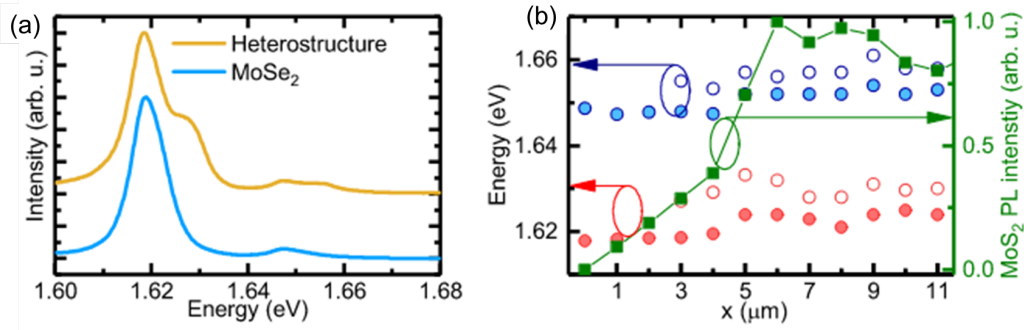 (a)
Intensity (arb. u.)
Heterostructure
MoSe₂
1.60 1.62 1.64 1.66 1.68
Energy (eV)
(b)
Energy (eV)
1.66
1.64
1.62
1 3 5 7 9 11
x (μm)
1.0
0.5
0.0
MoS₂ PL intenstiy (arb. u.)